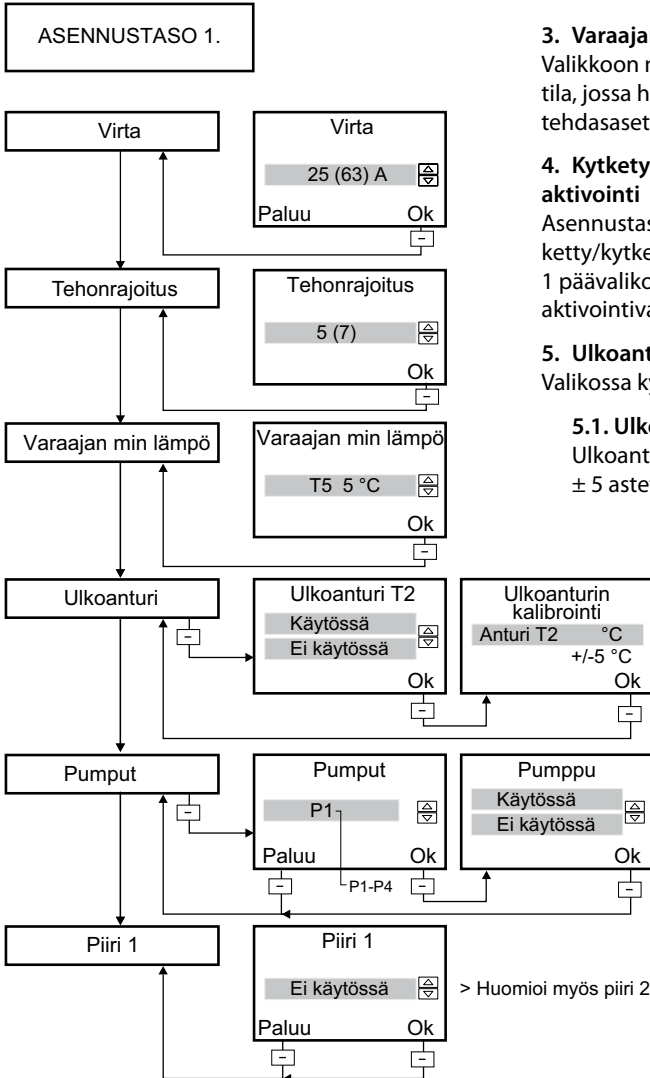 ASENNUSTASO 1.
Virta
Virta
25 (63) A
Paluu Ok
-
Tehonrajoitus
Tehonrajoitus
5 (7)
Ok
-
Varaajan min lämpö
Varaajan min lämpö
T5 5 °C
Ok
-
Ulkoanturi
-
Ulkoanturi T2
Käytössä
Ei käytössä
Ok
-
Ulkoanturin
kalibrointi
Anturi T2 °C
+/-5 °C
Ok
-
Pumput
-
Pumput
P1
Paluu Ok
- P1-P4 -
Pumppu
Käytössä
Ei käytössä
Ok
-
Piiri 1
Piiri 1
Ei käytössä
Paluu Ok
- -
> Huomioi myös piiri 2
3. Varaaja
Valikkoon
tila, jossa h
tehdasaset
4. Kytkety
aktivointi
Asennustas
ketty/kytke
1 päävaliko
aktivointiva
5. Ulkoant
Valikossa k
5.1. Ulko
Ulkoant
± 5 aste